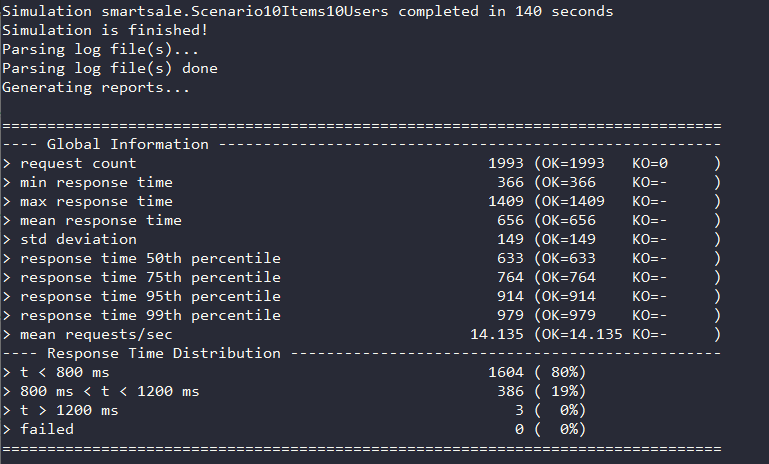 Simulation smartsale.Scenario10Items10Users completed in 140 seconds
Simulation is finished!
Parsing log file(s)...
Parsing log file(s) done
Generating reports...

================================================================================
---- Global Information --------------------------------------------------------
> request count                                       1993 (OK=1993   KO=0     )
> min response time                                    366 (OK=366    KO=-     )
> max response time                                   1409 (OK=1409   KO=-     )
> mean response time                                   656 (OK=656    KO=-     )
> std deviation                                        149 (OK=149    KO=-     )
> response time 50th percentile                        633 (OK=633    KO=-     )
> response time 75th percentile                        764 (OK=764    KO=-     )
> response time 95th percentile                        914 (OK=914    KO=-     )
> response time 99th percentile                        979 (OK=979    KO=-     )
> mean requests/sec                                 14.135 (OK=14.135 KO=-     )
---- Response Time Distribution ------------------------------------------------
> t < 800 ms                                          1604 ( 80%)
> 800 ms < t < 1200 ms                                 386 ( 19%)
> t > 1200 ms                                            3 (  0%)
> failed                                                 0 (  0%)
================================================================================